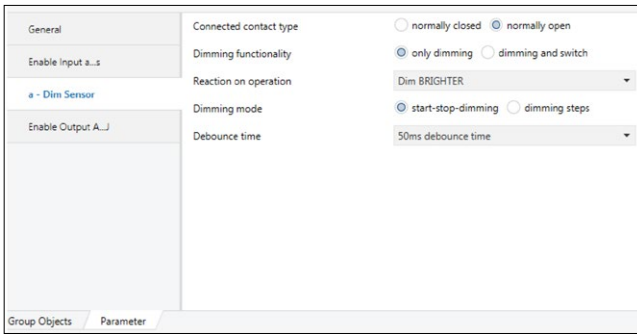 General
Enable Input a...s
a - Dim Sensor
Enable Output A...J
Connected contact type normally closed normally open
Dimming functionality only dimming dimming and switch
Reaction on operation Dim BRIGHTER
Dimming mode start-stop-dimming dimming steps
Debounce time 50ms debounce time
Group Objects Parameter